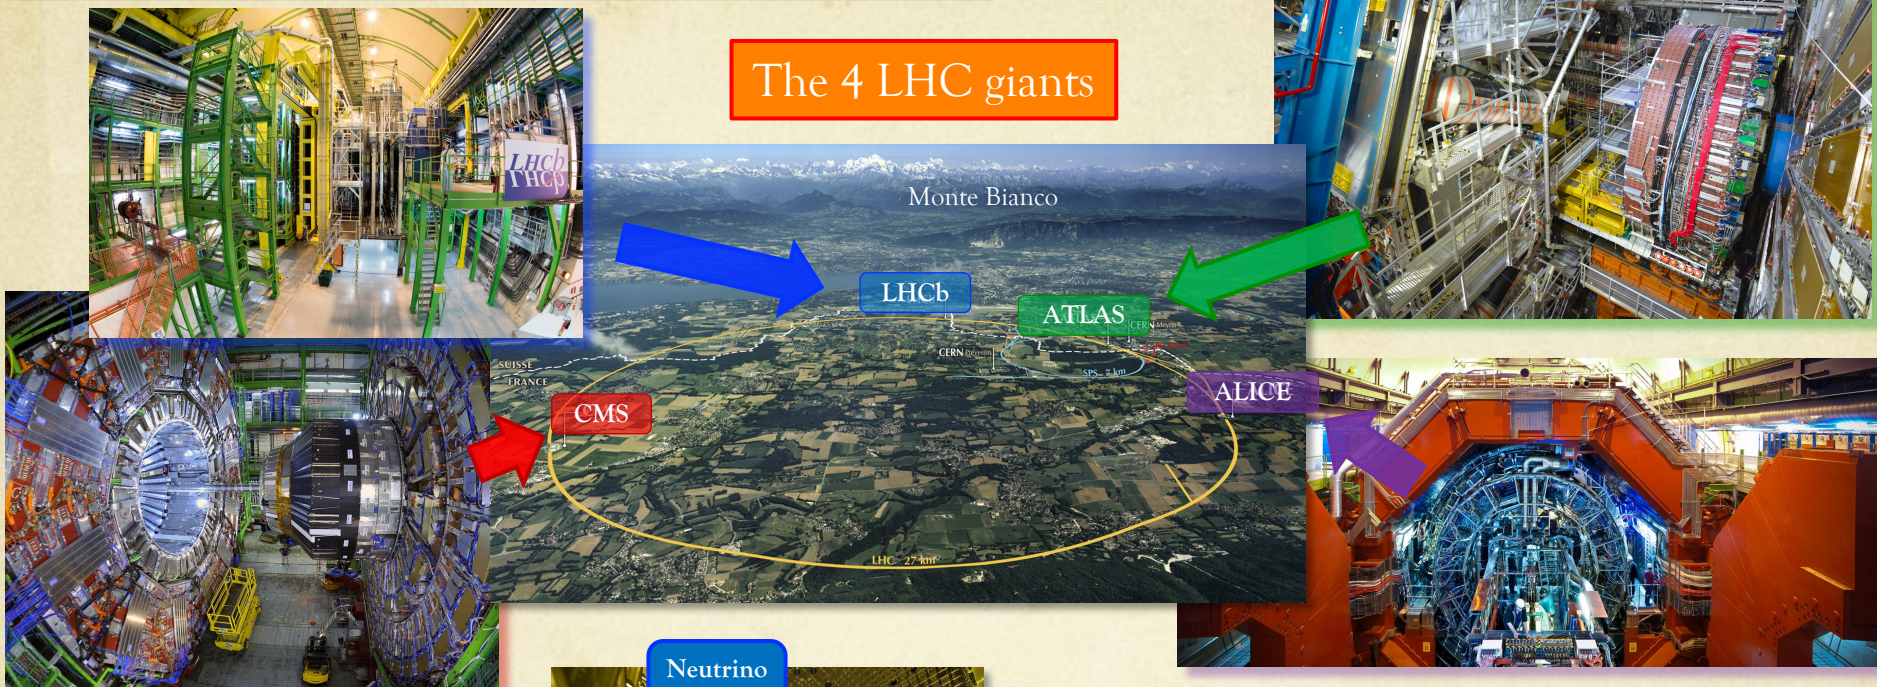 The 4 LHC giants
LHCb
Monte Bianco
LHCb
ATLAS
CERN
CERN Prévessin
SUISSE
FRANCE
SPS 7 km
ALICE
CMS
LHC 27 km
Neutrino